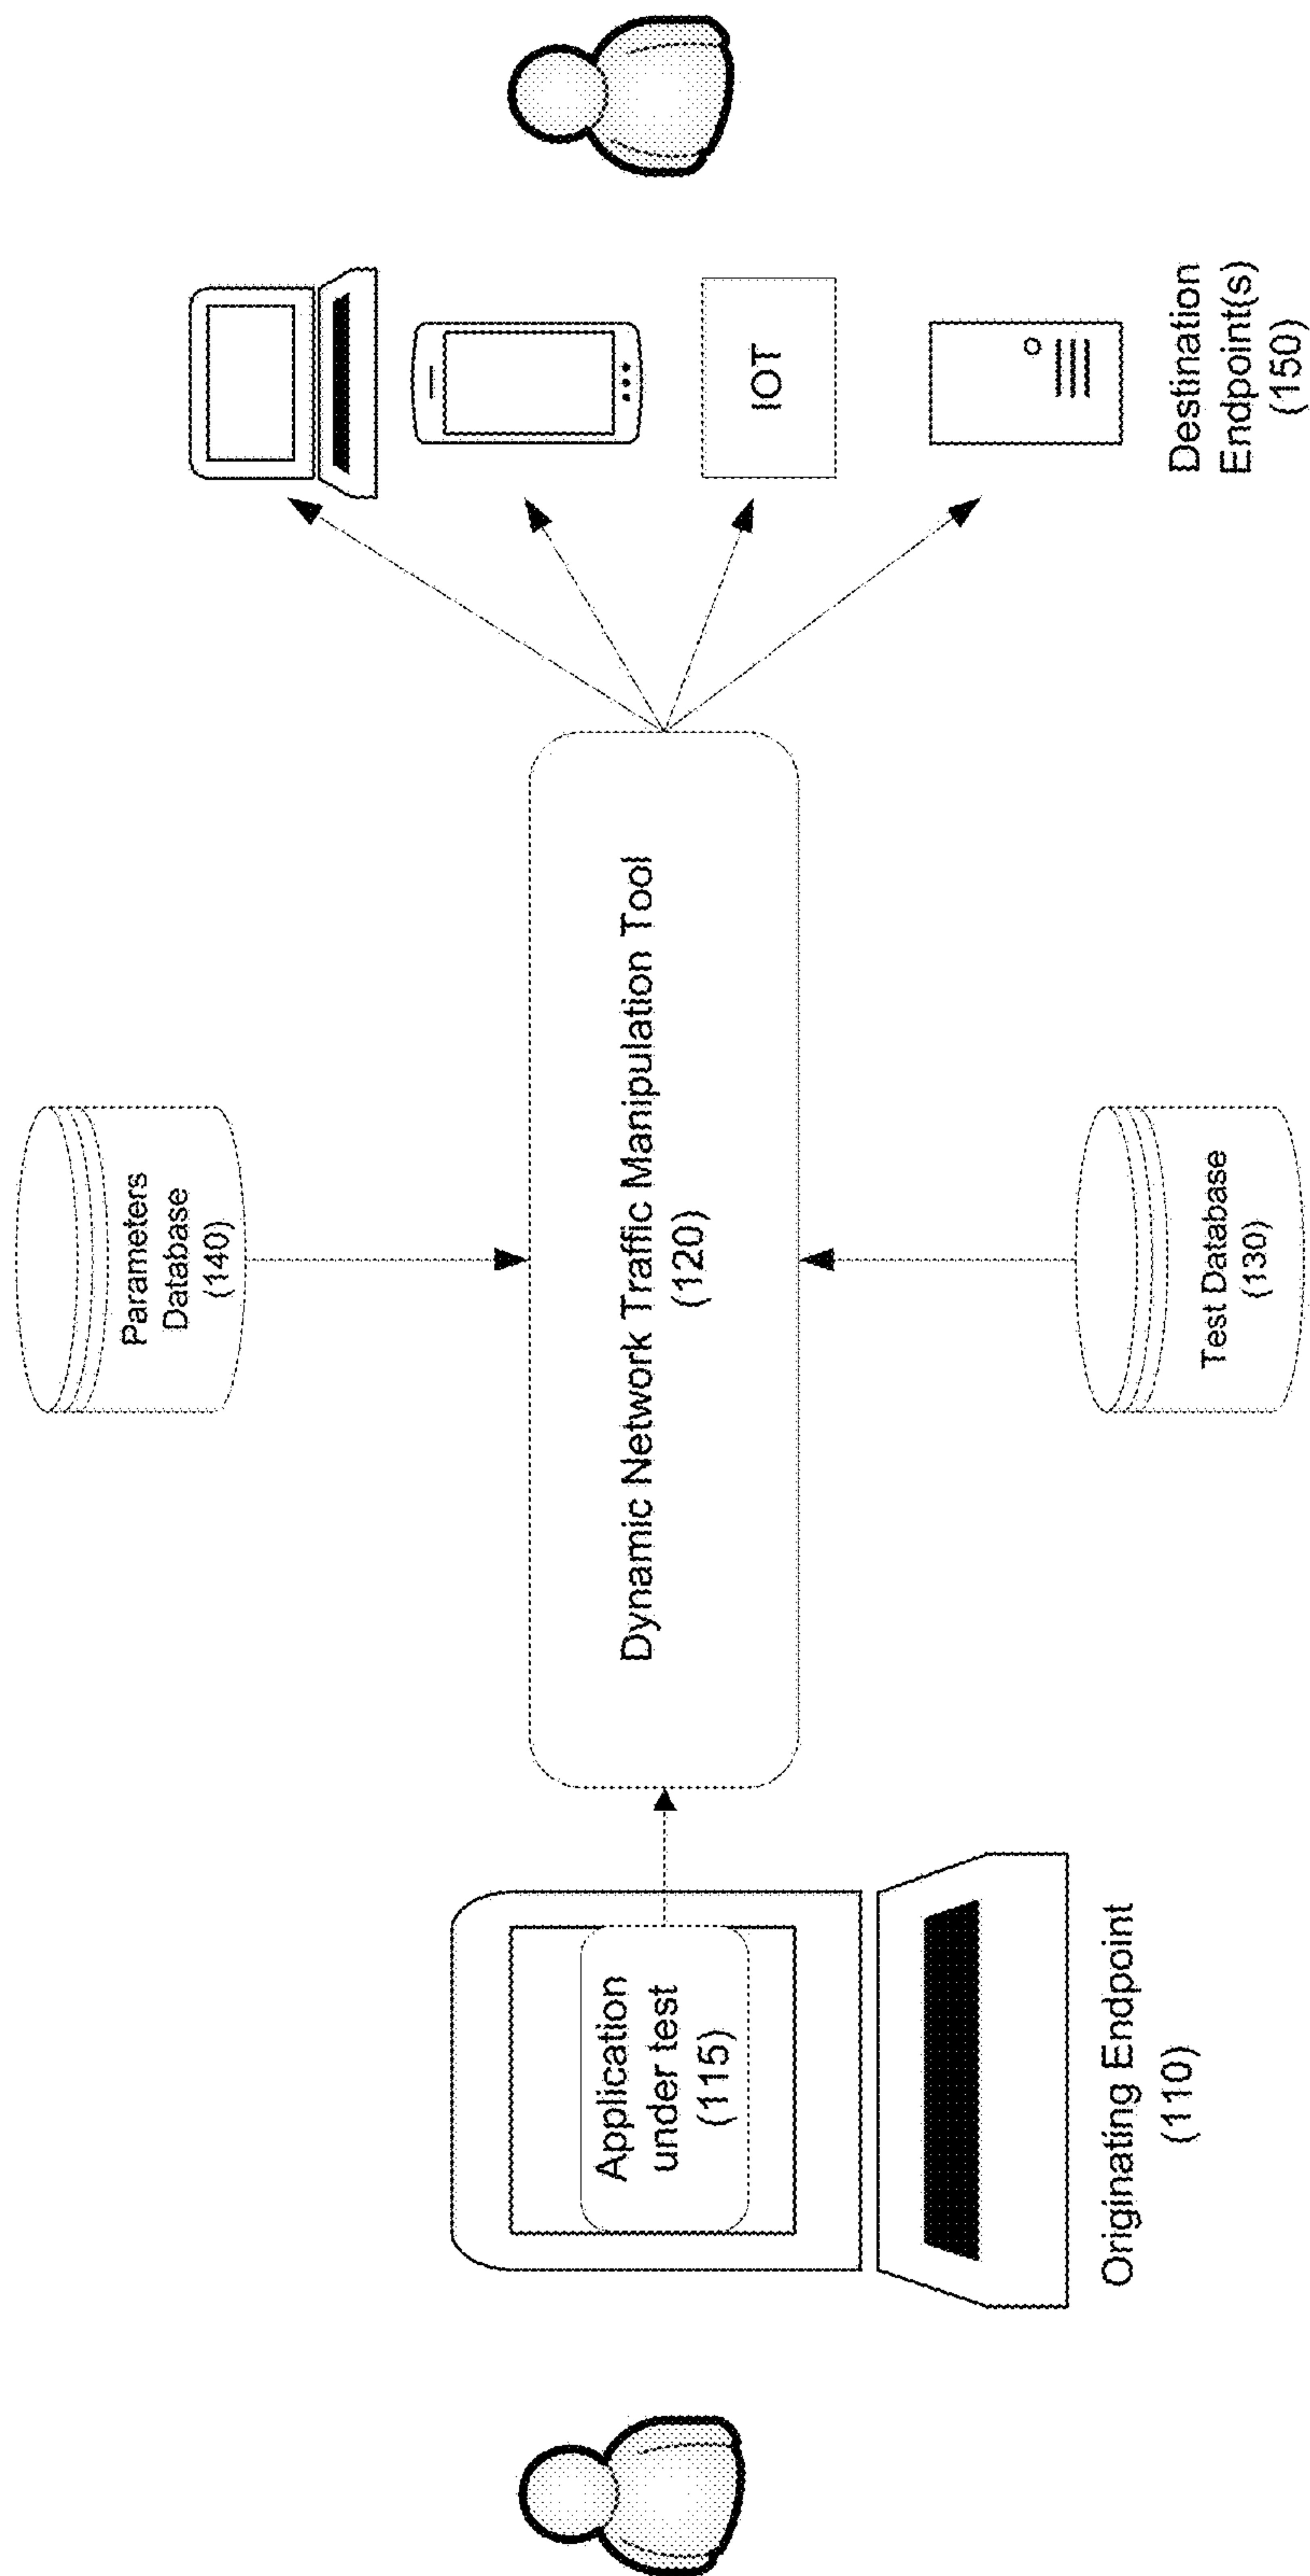 Parameters
Database
(140)
Application
under test
(115)
Originating Endpoint
(110)
Dynamic Network Traffic Manipulation Tool
(120)
Test Database
(130)
IOT
Destination
Endpoint(s)
(150)